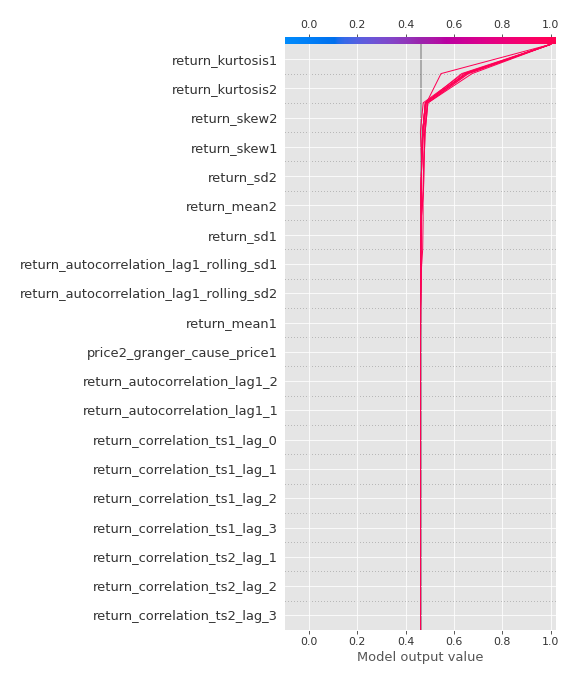 0.0 0.2 0.4 0.6 0.8 1.0
return_kurtosis1
return_kurtosis2
return_skew2
return_skew1
return_sd2
return_mean2
return_sd1
return_autocorrelation_lag1_rolling_sd1
return_autocorrelation_lag1_rolling_sd2
return_mean1
price2_granger_cause_price1
return_autocorrelation_lag1_2
return_autocorrelation_lag1_1
return_correlation_ts1_lag_0
return_correlation_ts1_lag_1
return_correlation_ts1_lag_2
return_correlation_ts1_lag_3
return_correlation_ts2_lag_1
return_correlation_ts2_lag_2
return_correlation_ts2_lag_3
0.0 0.2 0.4 0.6 0.8 1.0
Model output value